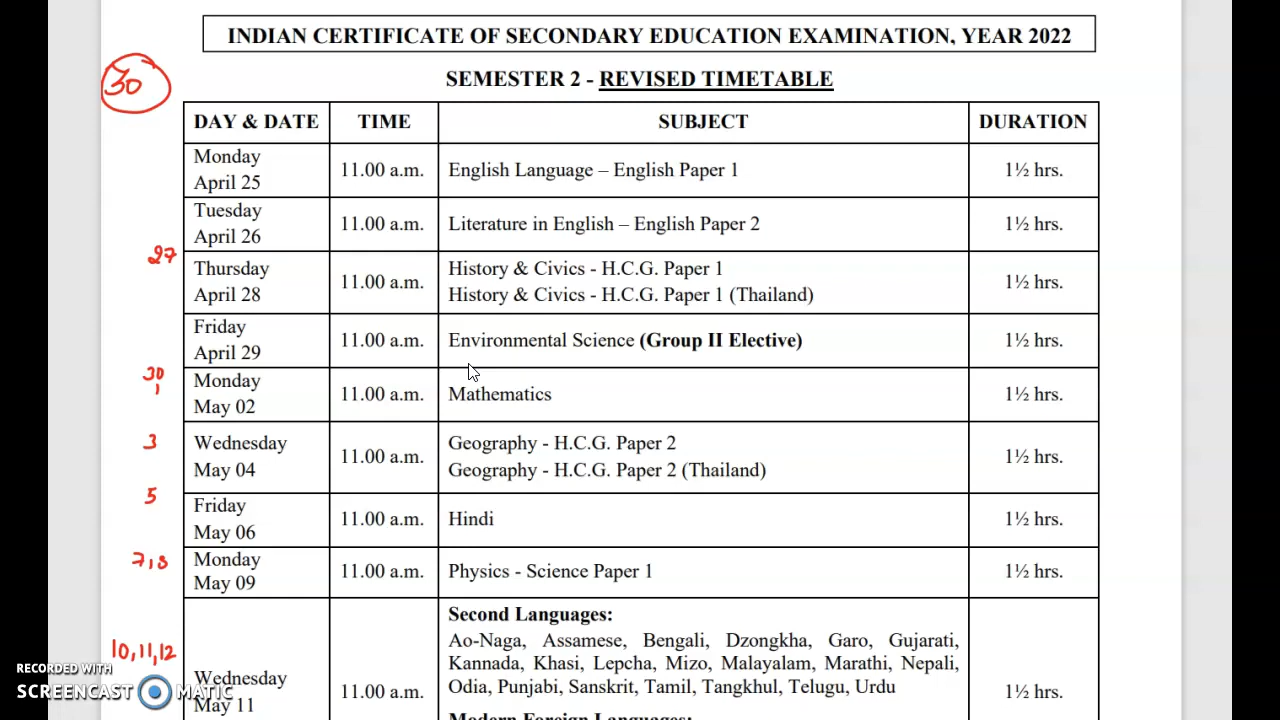 INDIAN CERTIFICATE OF SECONDARY EDUCATION EXAMINATION, YEAR 2022
30
SEMESTER 2 - REVISED TIMETABLE
DAY & DATE TIME SUBJECT DURATION
Monday
April 25
11.00 a.m. English Language – English Paper 1 1½ hrs.
Tuesday
April 26
11.00 a.m. Literature in English – English Paper 2 1½ hrs.
27
Thursday
April 28
11.00 a.m.
History & Civics - H.C.G. Paper 1
History & Civics - H.C.G. Paper 1 (Thailand)
1½ hrs.
Friday
April 29
11.00 a.m. Environmental Science (Group II Elective) 1½ hrs.
30
1
Monday
May 02
11.00 a.m. Mathematics 1½ hrs.
3
Wednesday
May 04
11.00 a.m.
Geography - H.C.G. Paper 2
Geography - H.C.G. Paper 2 (Thailand)
1½ hrs.
5
Friday
May 06
11.00 a.m. Hindi 1½ hrs.
7,8
Monday
May 09
11.00 a.m. Physics - Science Paper 1 1½ hrs.
10, 11, 12
Wednesday
May 11
11.00 a.m.
Second Languages:
Ao-Naga, Assamese, Bengali, Dzongkha, Garo, Gujarati,
Kannada, Khasi, Lepcha, Mizo, Malayalam, Marathi, Nepali,
Odia, Punjabi, Sanskrit, Tamil, Tangkhul, Telugu, Urdu
Modern Foreign Languages:
1½ hrs.
RECORDED WITH
SCREENCAST MATIC